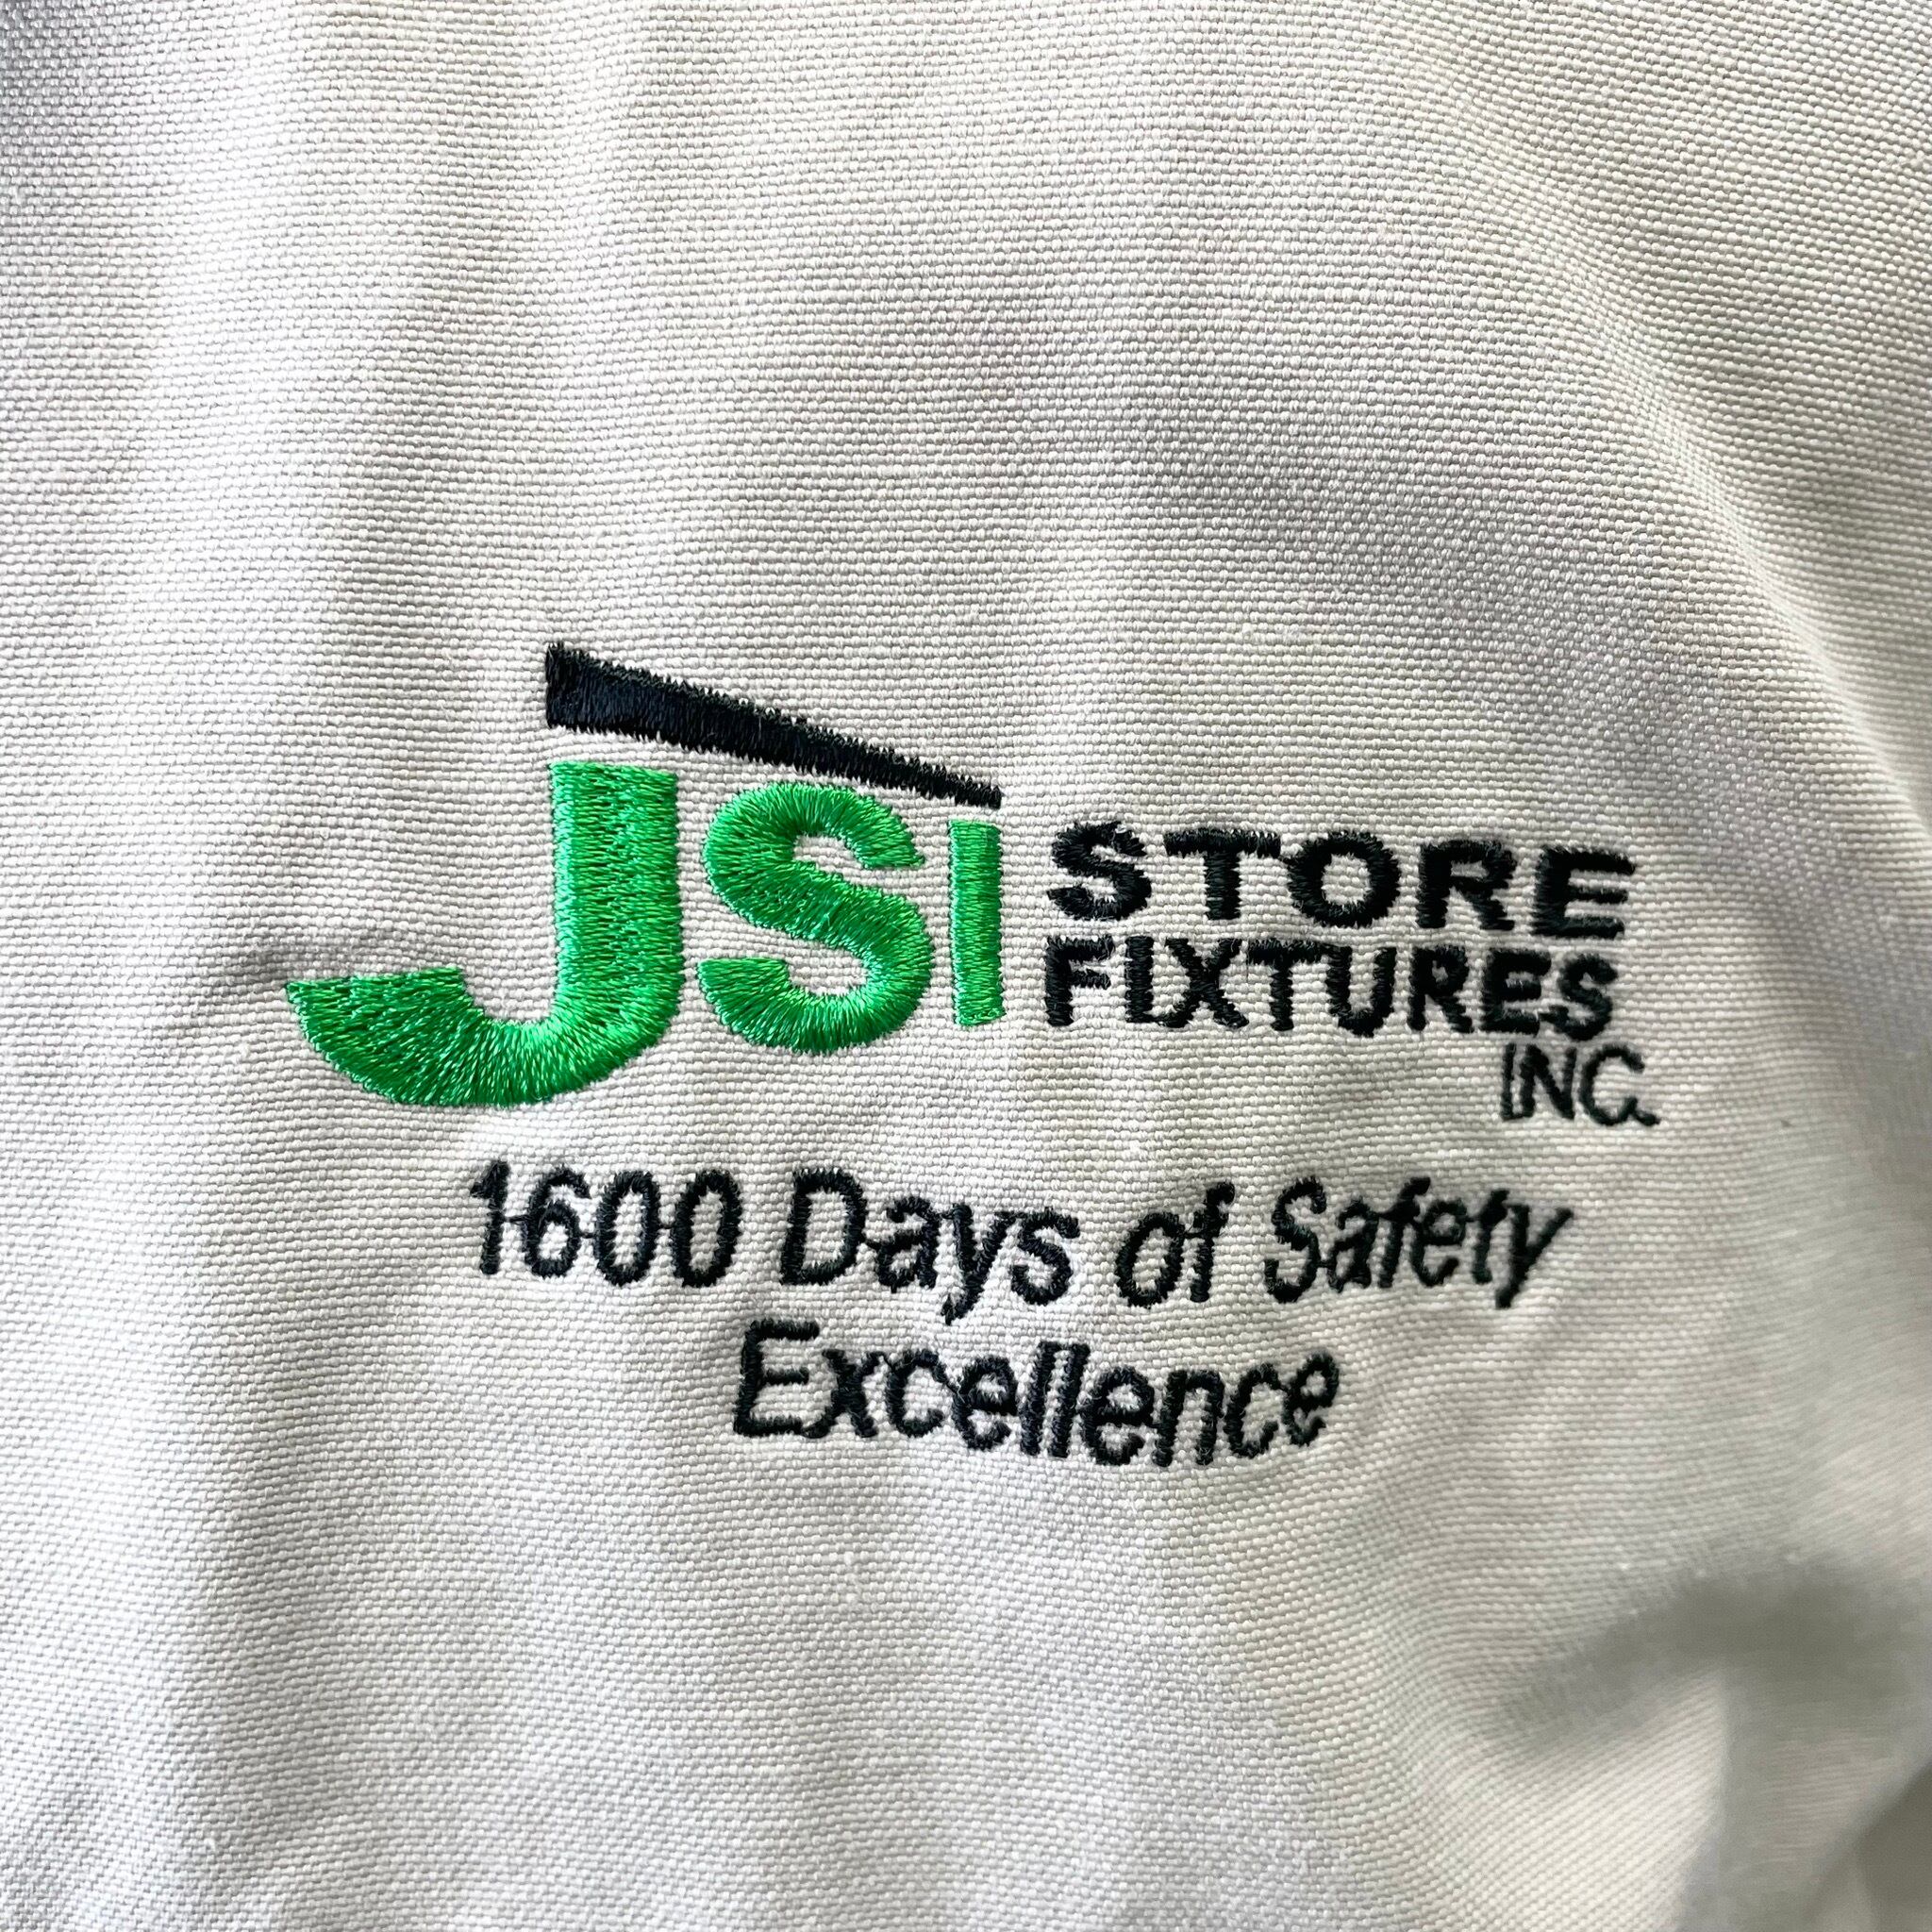 JSI STORE
FIXTURES
INC.
1600 Days of Safety
Excellence